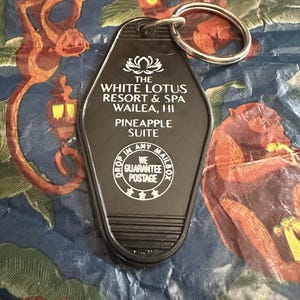 THE
WHITE LOTUS
RESORT & SPA
WAILEA, HI
PINEAPPLE
SUITE
DROP IN ANY MAILBOX
WE
GUARANTEE
POSTAGE